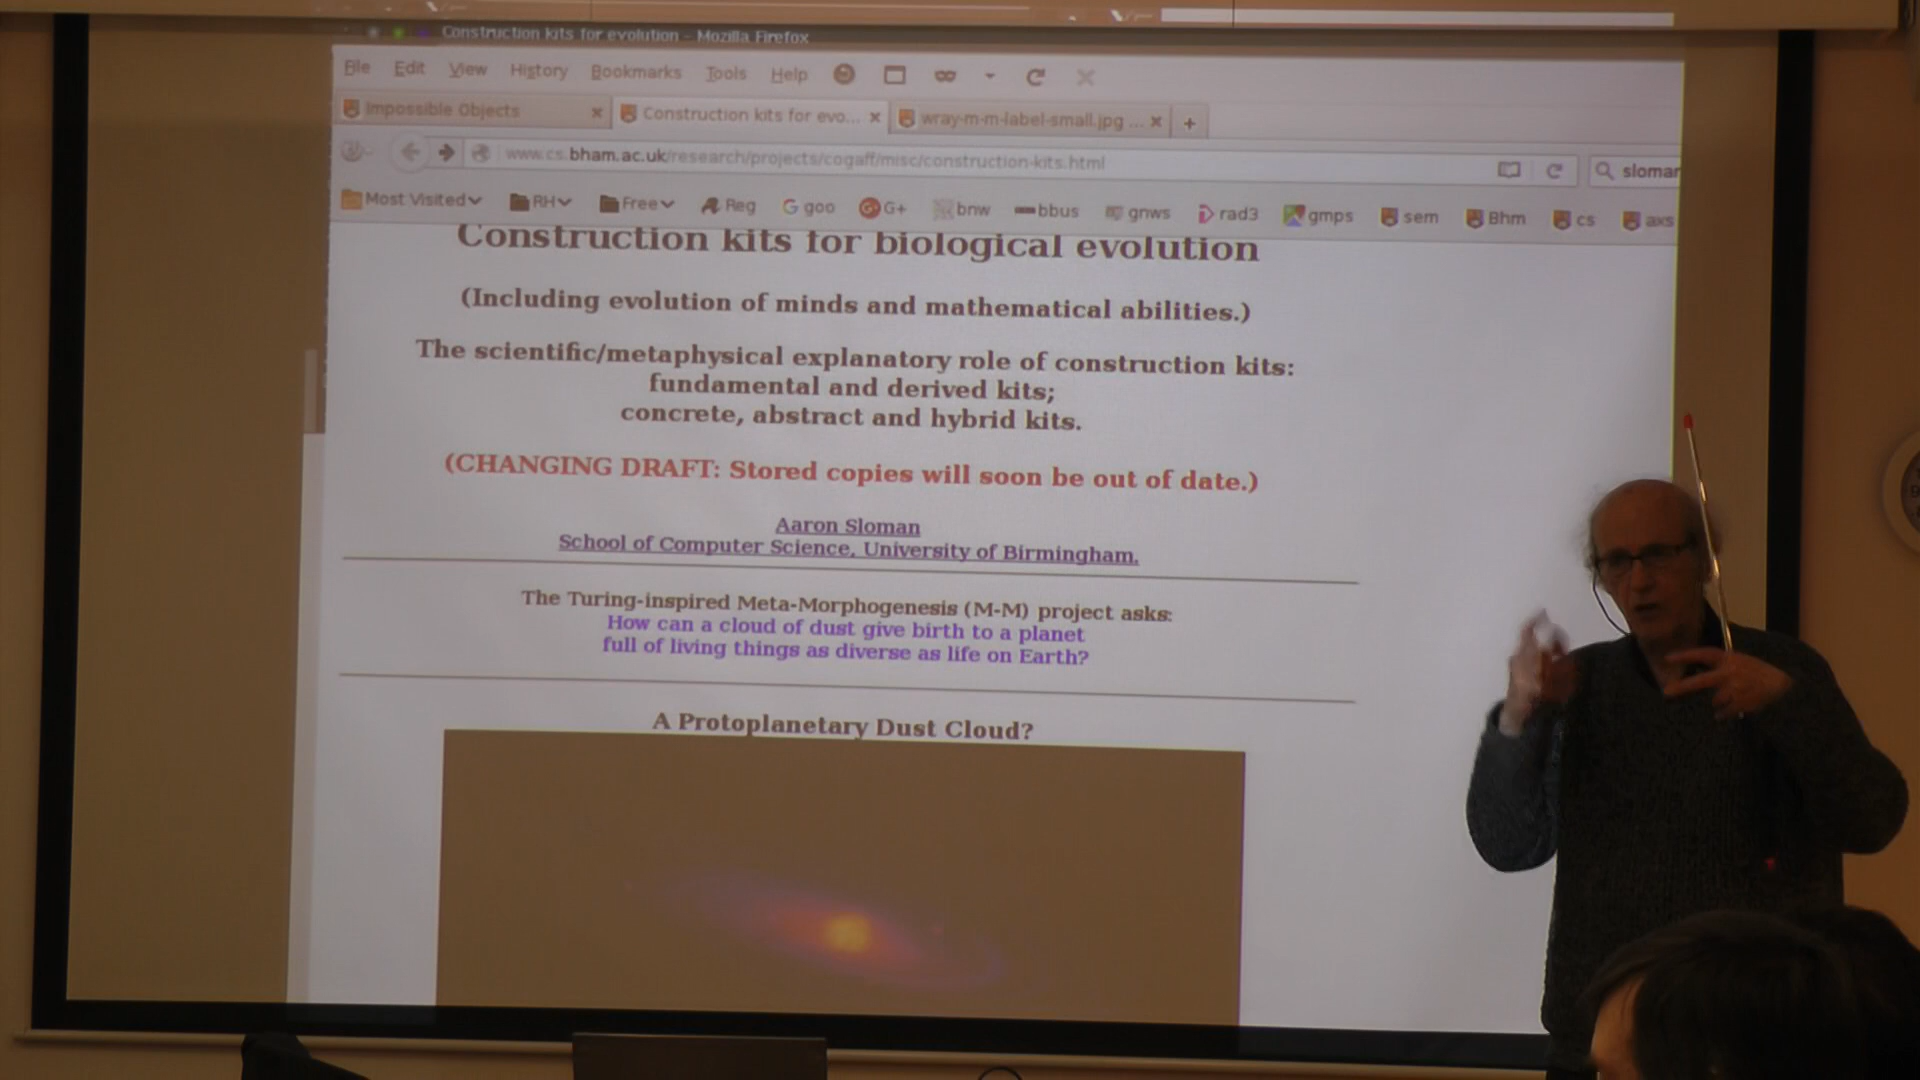 Construction kits for evolution - Mozilla Firefox
File Edit View History Bookmarks Tools Help
Impossible Objects
Construction kits for evo...
wray-m-m-label-small.jpg ...
www.cs.bham.ac.uk/research/projects/cogaff/misc/construction-kits.html
sloman
Most Visited RH Free Reg goo G+ bnw bbus gnws rad3 gmps sem Bhm cs axs
Construction kits for biological evolution
(Including evolution of minds and mathematical abilities.)
The scientific/metaphysical explanatory role of construction kits:
fundamental and derived kits;
concrete, abstract and hybrid kits.
(CHANGING DRAFT: Stored copies will soon be out of date.)
Aaron Sloman
School of Computer Science, University of Birmingham.
The Turing-inspired Meta-Morphogenesis (M-M) project asks:
How can a cloud of dust give birth to a planet
full of living things as diverse as life on Earth?
A Protoplanetary Dust Cloud?